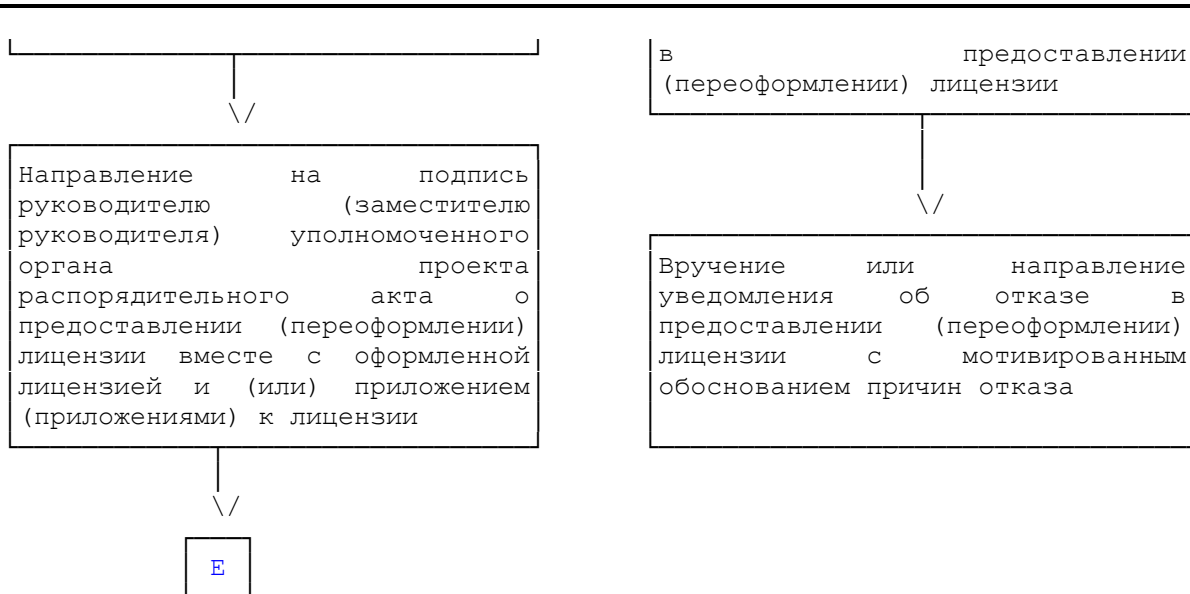 в предоставлении
(переоформлении) лицензии
\/
\/
Направление на подпись
руководителю (заместителю
руководителя) уполномоченного
органа проекта
распорядительного акта о
предоставлении (переоформлении)
лицензии вместе с оформленной
лицензией и (или) приложением
(приложениями) к лицензии
Вручение или направление
уведомления об отказе в
предоставлении (переоформлении)
лицензии с мотивированным
обоснованием причин отказа
\/
Е